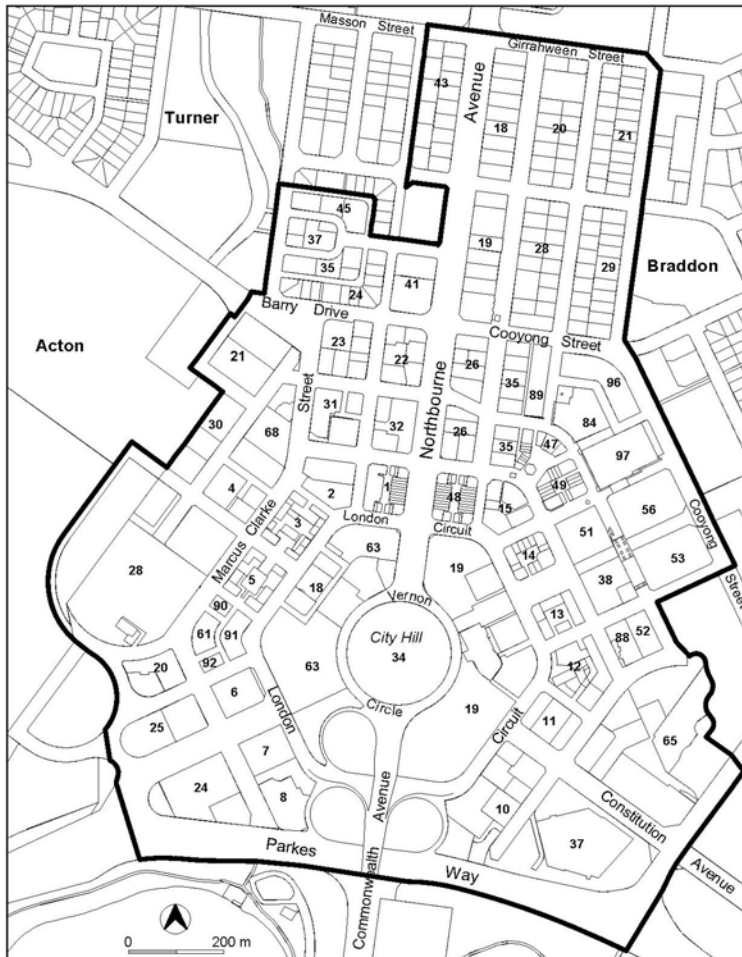 Masson Street
Girrahween Street
Turner
43
Avenue
18
20
21
45
37
19
28
35
29
Braddon
41
24
Barry Drive
Cooyong Street
Acton
23
22
26
21
35
89
96
Street
31
Northbourne
84
30
68
32
26
35
47
97
4
2
1
48
49
56
Clarke
3
London Circuit
15
51
Cooyong
63
53
Marcus
14
28
5
18
19
38
Vernon
90
13
Street
City Hill
61
91
34
88
52
92
63
12
20
6
Circle
19
11
London
Circuit
65
25
7
24
8
Avenue
10
Constitution
37
Parkes Way
Avenue
Commonwealth
0 200 m